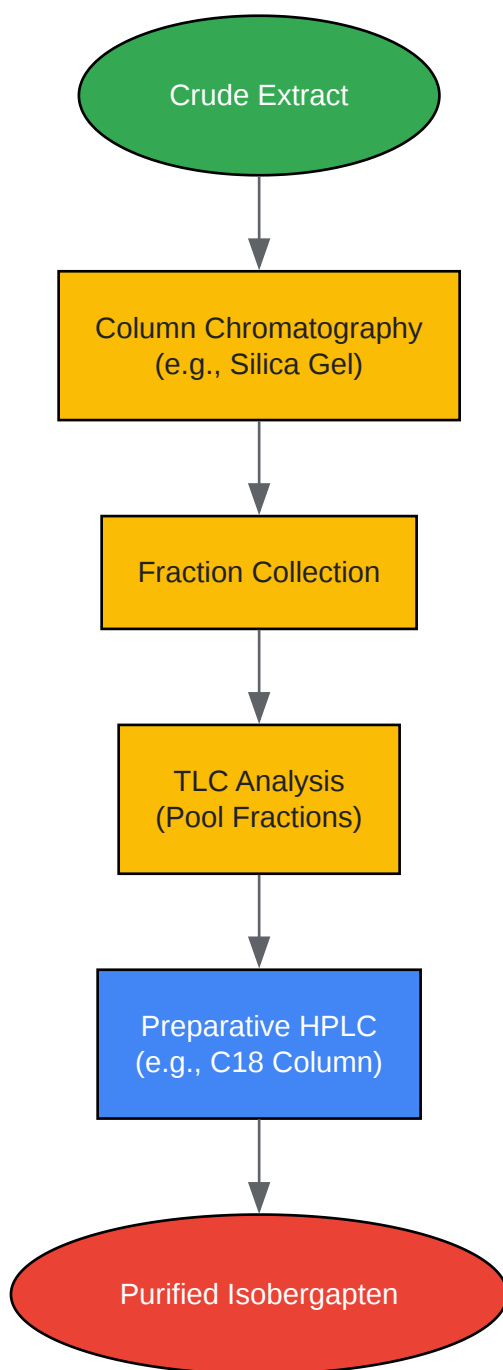 Crude Extract
Column Chromatography
(e.g., Silica Gel)
Fraction Collection
TLC Analysis
(Pool Fractions)
Preparative HPLC
(e.g., C18 Column)
Purified Isobergapten